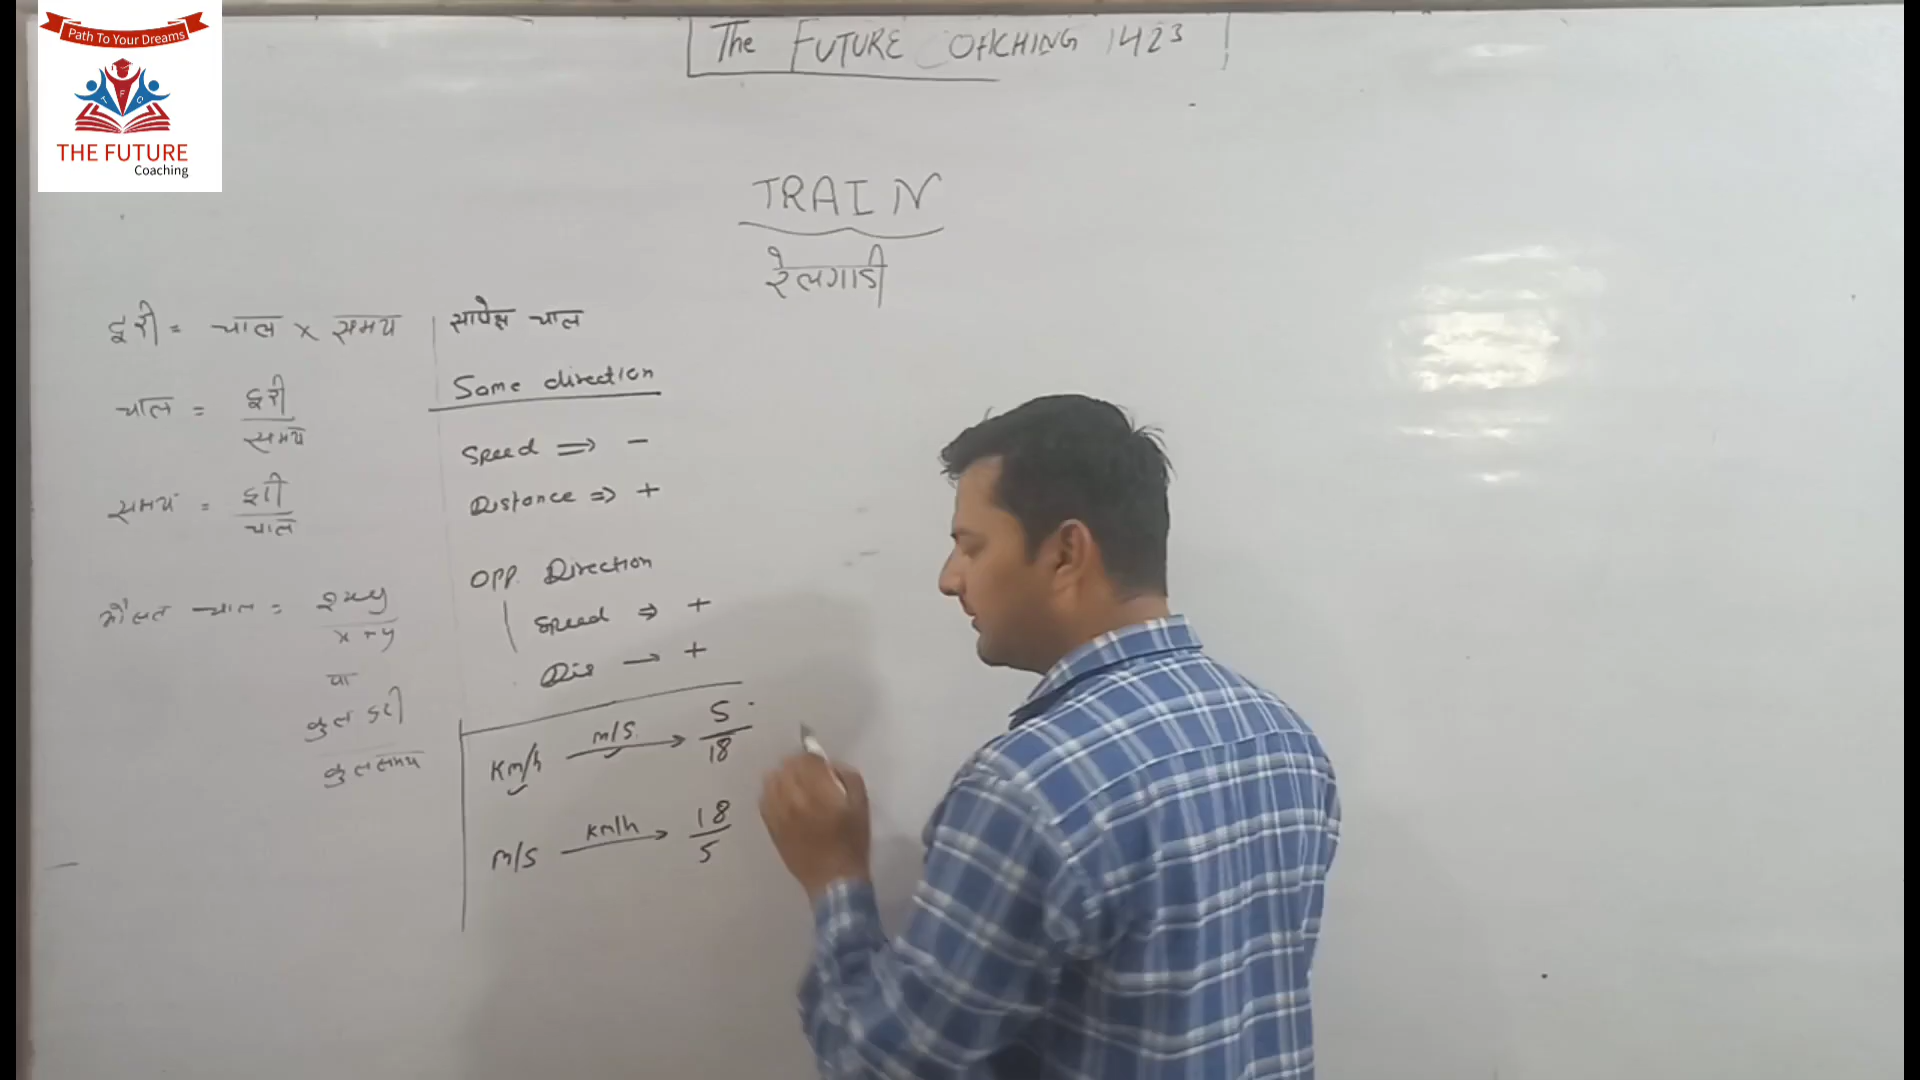 Path To Your Dreams
T F C
THE FUTURE
Coaching
The FUTURE COACHING 1423
TRAIN
रेलगाडी
दुरी = चाल x समय
चाल = दुरी / समय
समय = दुरी / चाल
औसत चाल = 2xy / x+y
या
कुल दुरी
कुल समय
सापेक्ष चाल
Same direction
Speed ⇒ -
Distance ⇒ +
OPP. Direction
Speed ⇒ +
Dis → +
Km/h m/s. → 5 / 18
m/s km/h → 18 / 5